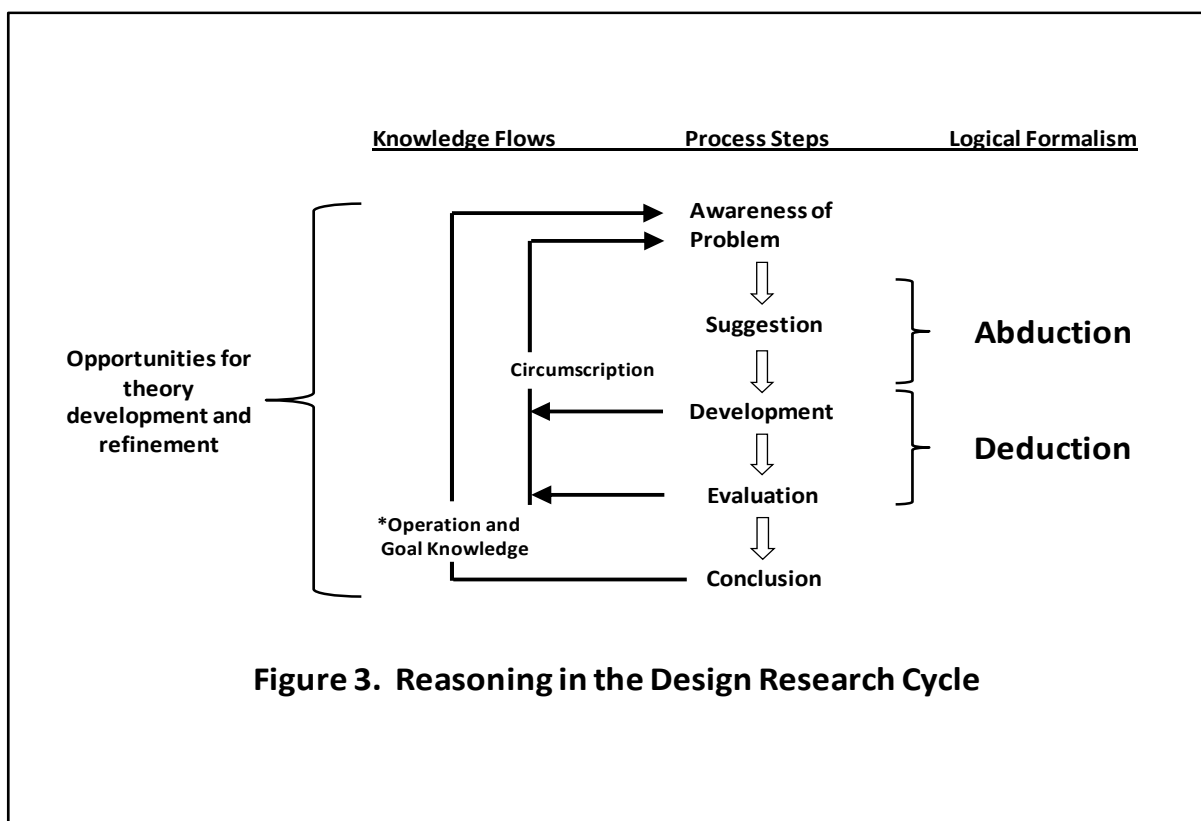 Knowledge Flows
Process Steps
Logical Formalism
Awareness of
Problem
Suggestion
Abduction
Circumscription
Opportunities for
theory
development and
refinement
Development
Deduction
Evaluation
*Operation and
Goal Knowledge
Conclusion
Figure 3. Reasoning in the Design Research Cycle